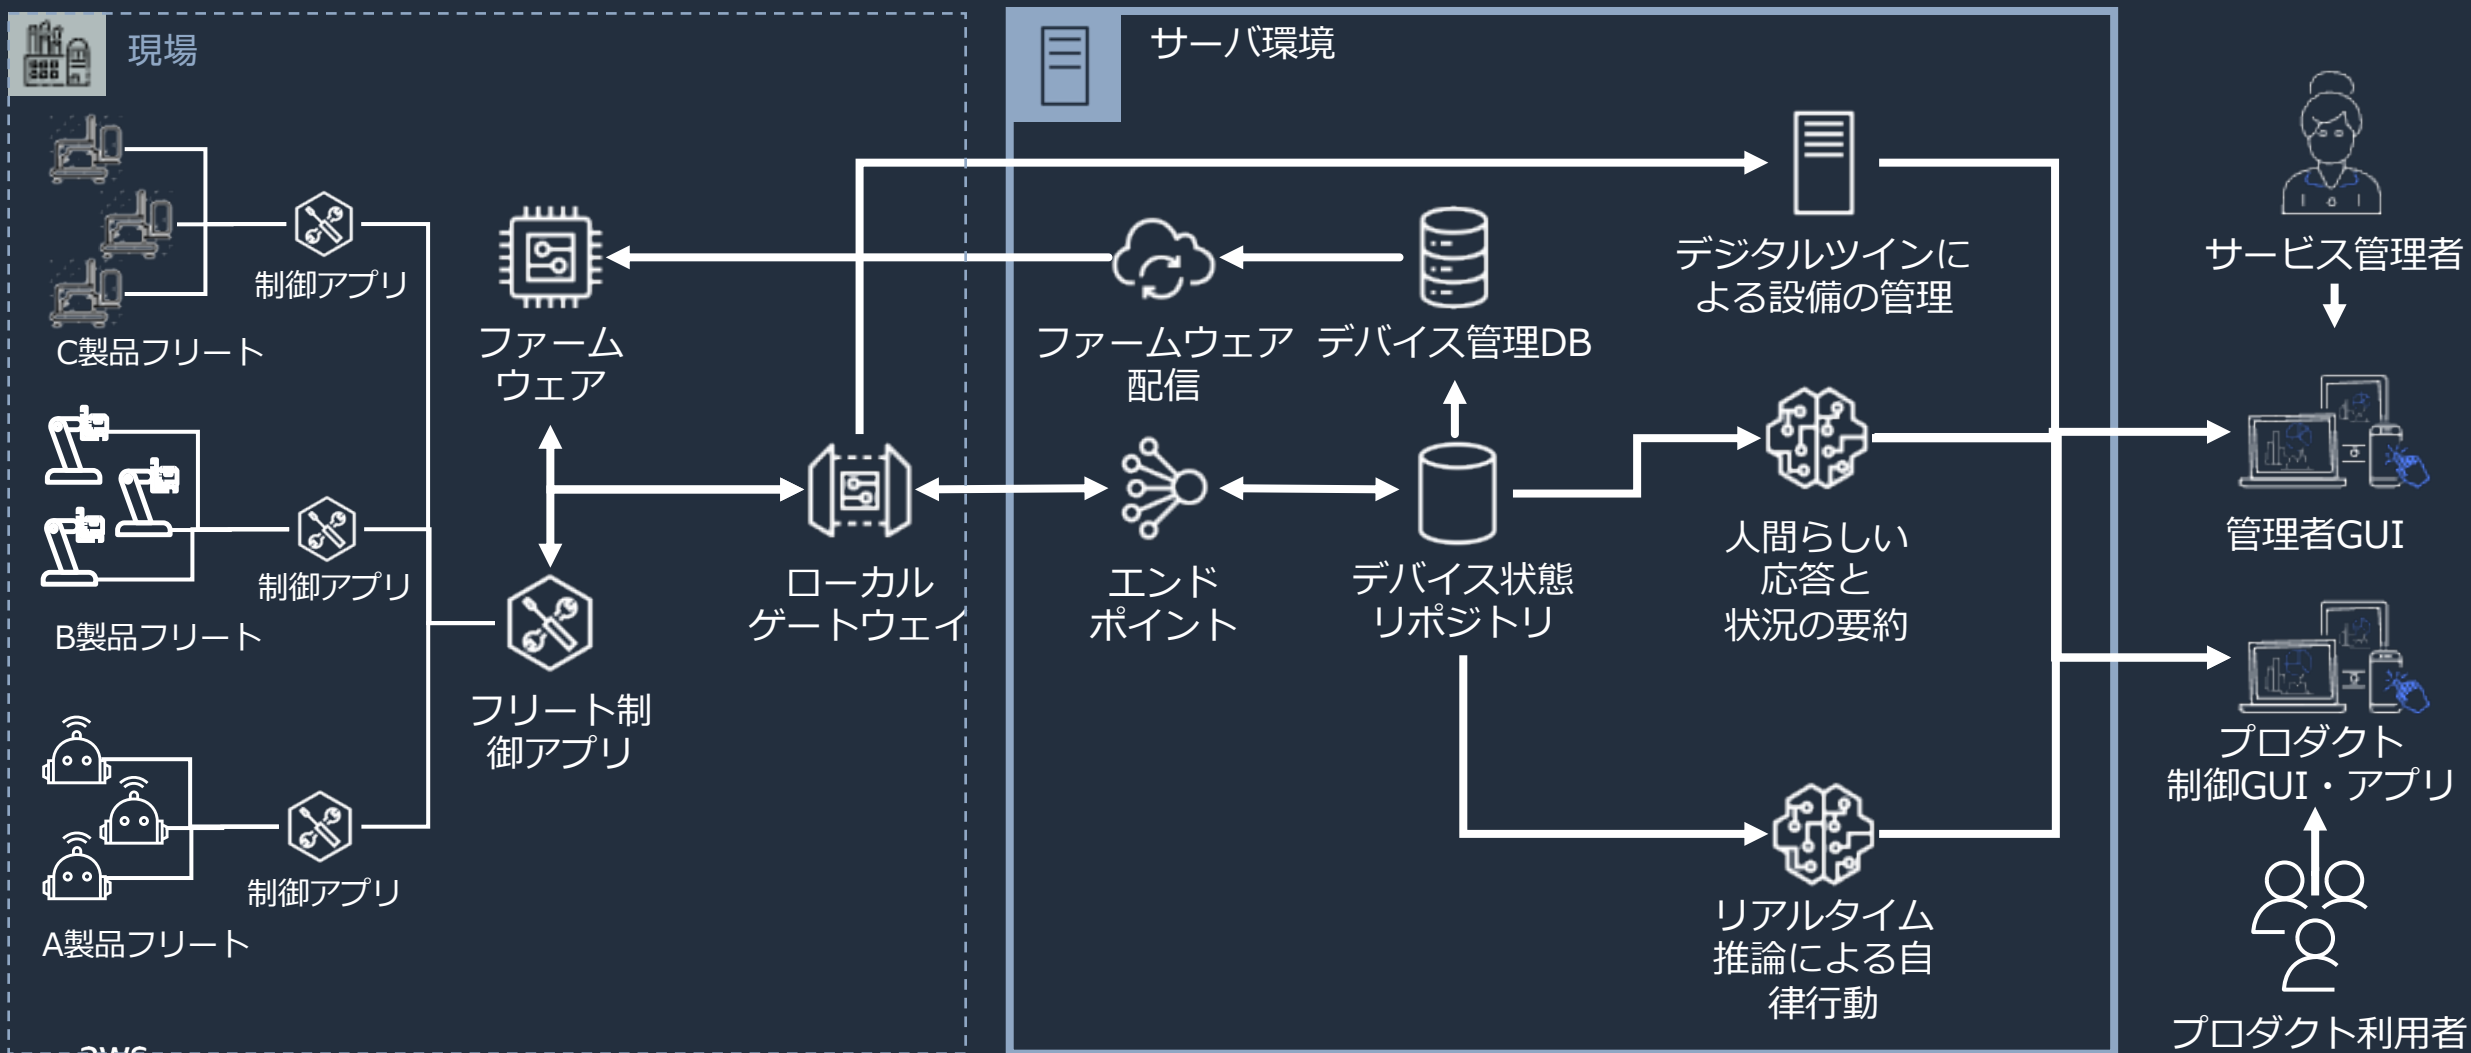 現場
サーバ環境
制御アプリ
C製品フリート
ファーム
ウェア
ファームウェア
配信
デバイス管理DB
デジタルツインに
よる設備の管理
サービス管理者
制御アプリ
B製品フリート
フリート制
御アプリ
ローカル
ゲートウェイ
エンド
ポイント
デバイス状態
リポジトリ
人間らしい
応答と
状況の要約
管理者GUI
制御アプリ
A製品フリート
リアルタイム
推論による自
律行動
プロダクト
制御GUI・アプリ
プロダクト利用者
aws